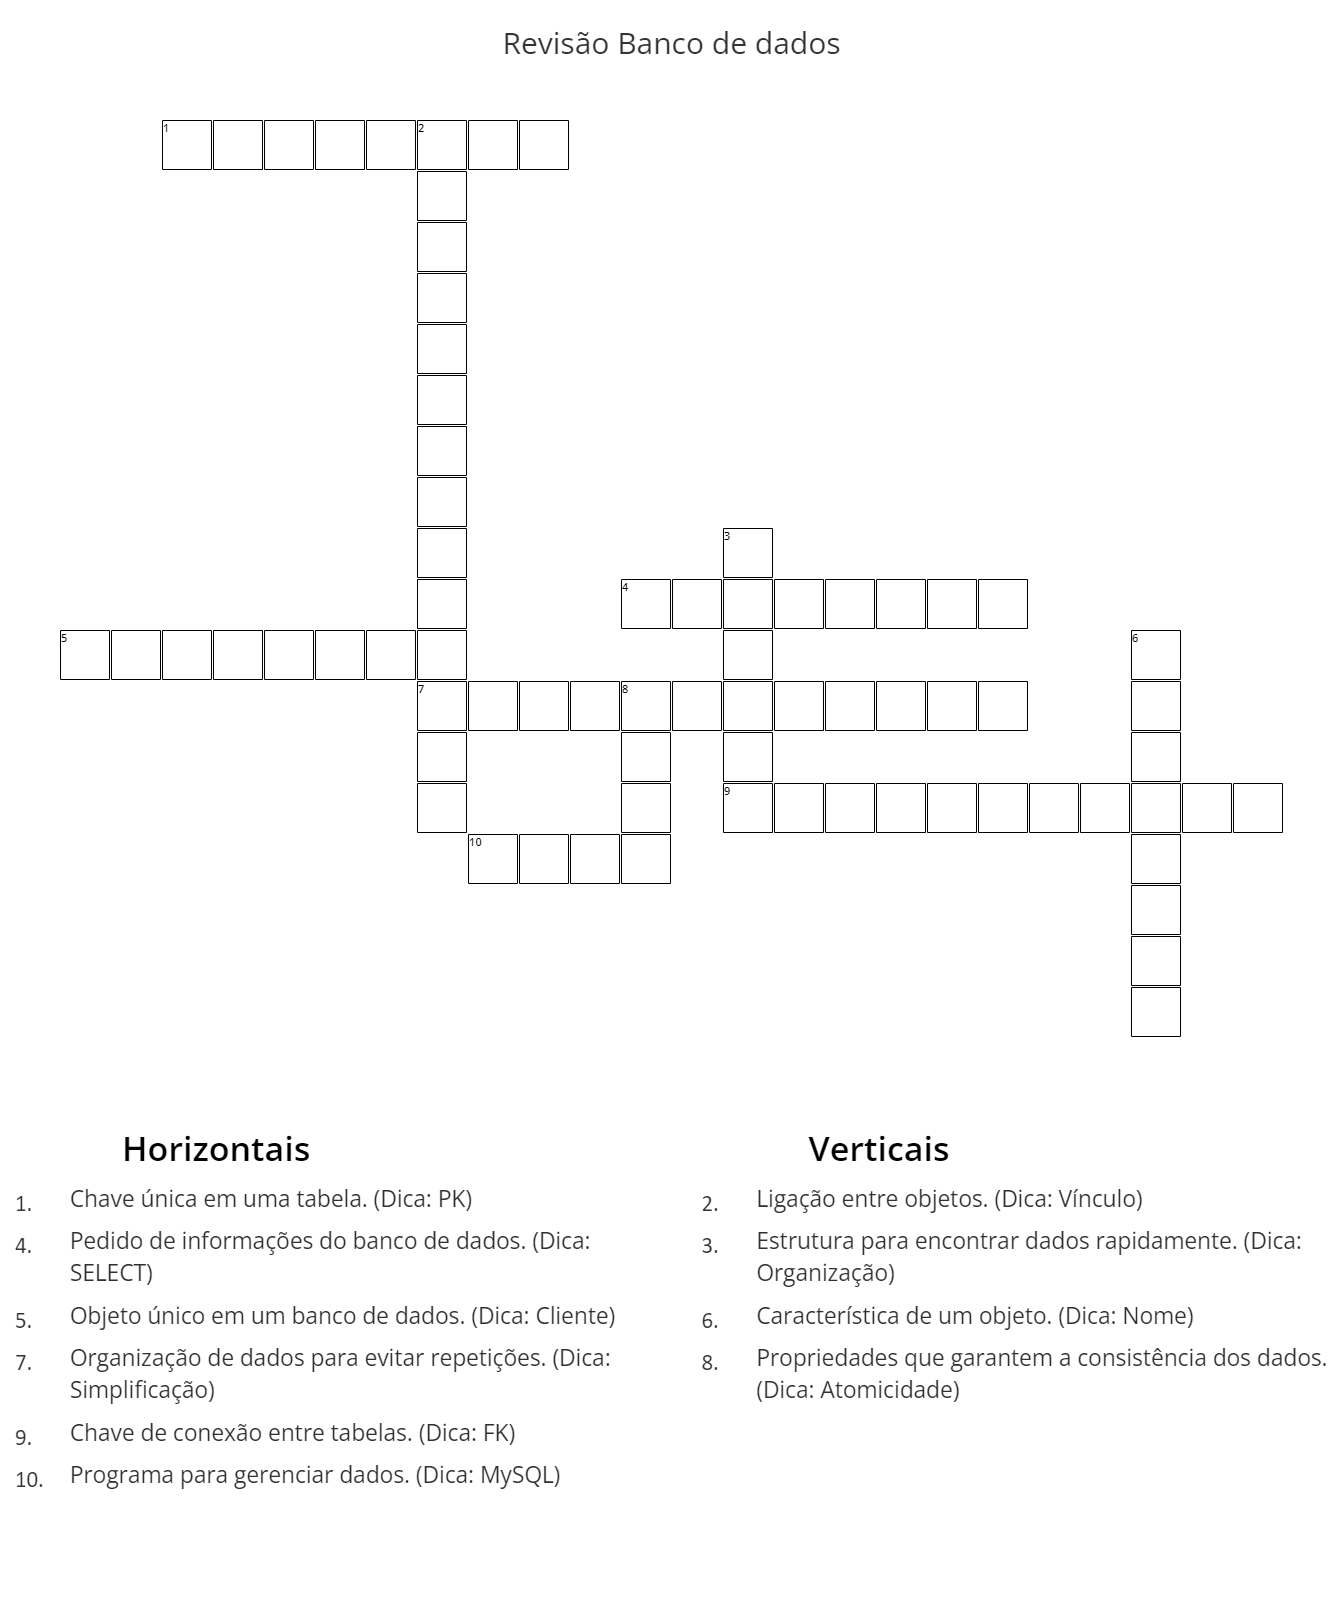 Revisão Banco de dados
1
2
3
4
5
6
7
8
9
10
Horizontais
1. Chave única em uma tabela. (Dica: PK)
4. Pedido de informações do banco de dados. (Dica:
SELECT)
5. Objeto único em um banco de dados. (Dica: Cliente)
7. Organização de dados para evitar repetições. (Dica:
Simplificação)
9. Chave de conexão entre tabelas. (Dica: FK)
10. Programa para gerenciar dados. (Dica: MySQL)
Verticais
2. Ligação entre objetos. (Dica: Vínculo)
3. Estrutura para encontrar dados rapidamente. (Dica:
Organização)
6. Característica de um objeto. (Dica: Nome)
8. Propriedades que garantem a consistência dos dados.
(Dica: Atomicidade)